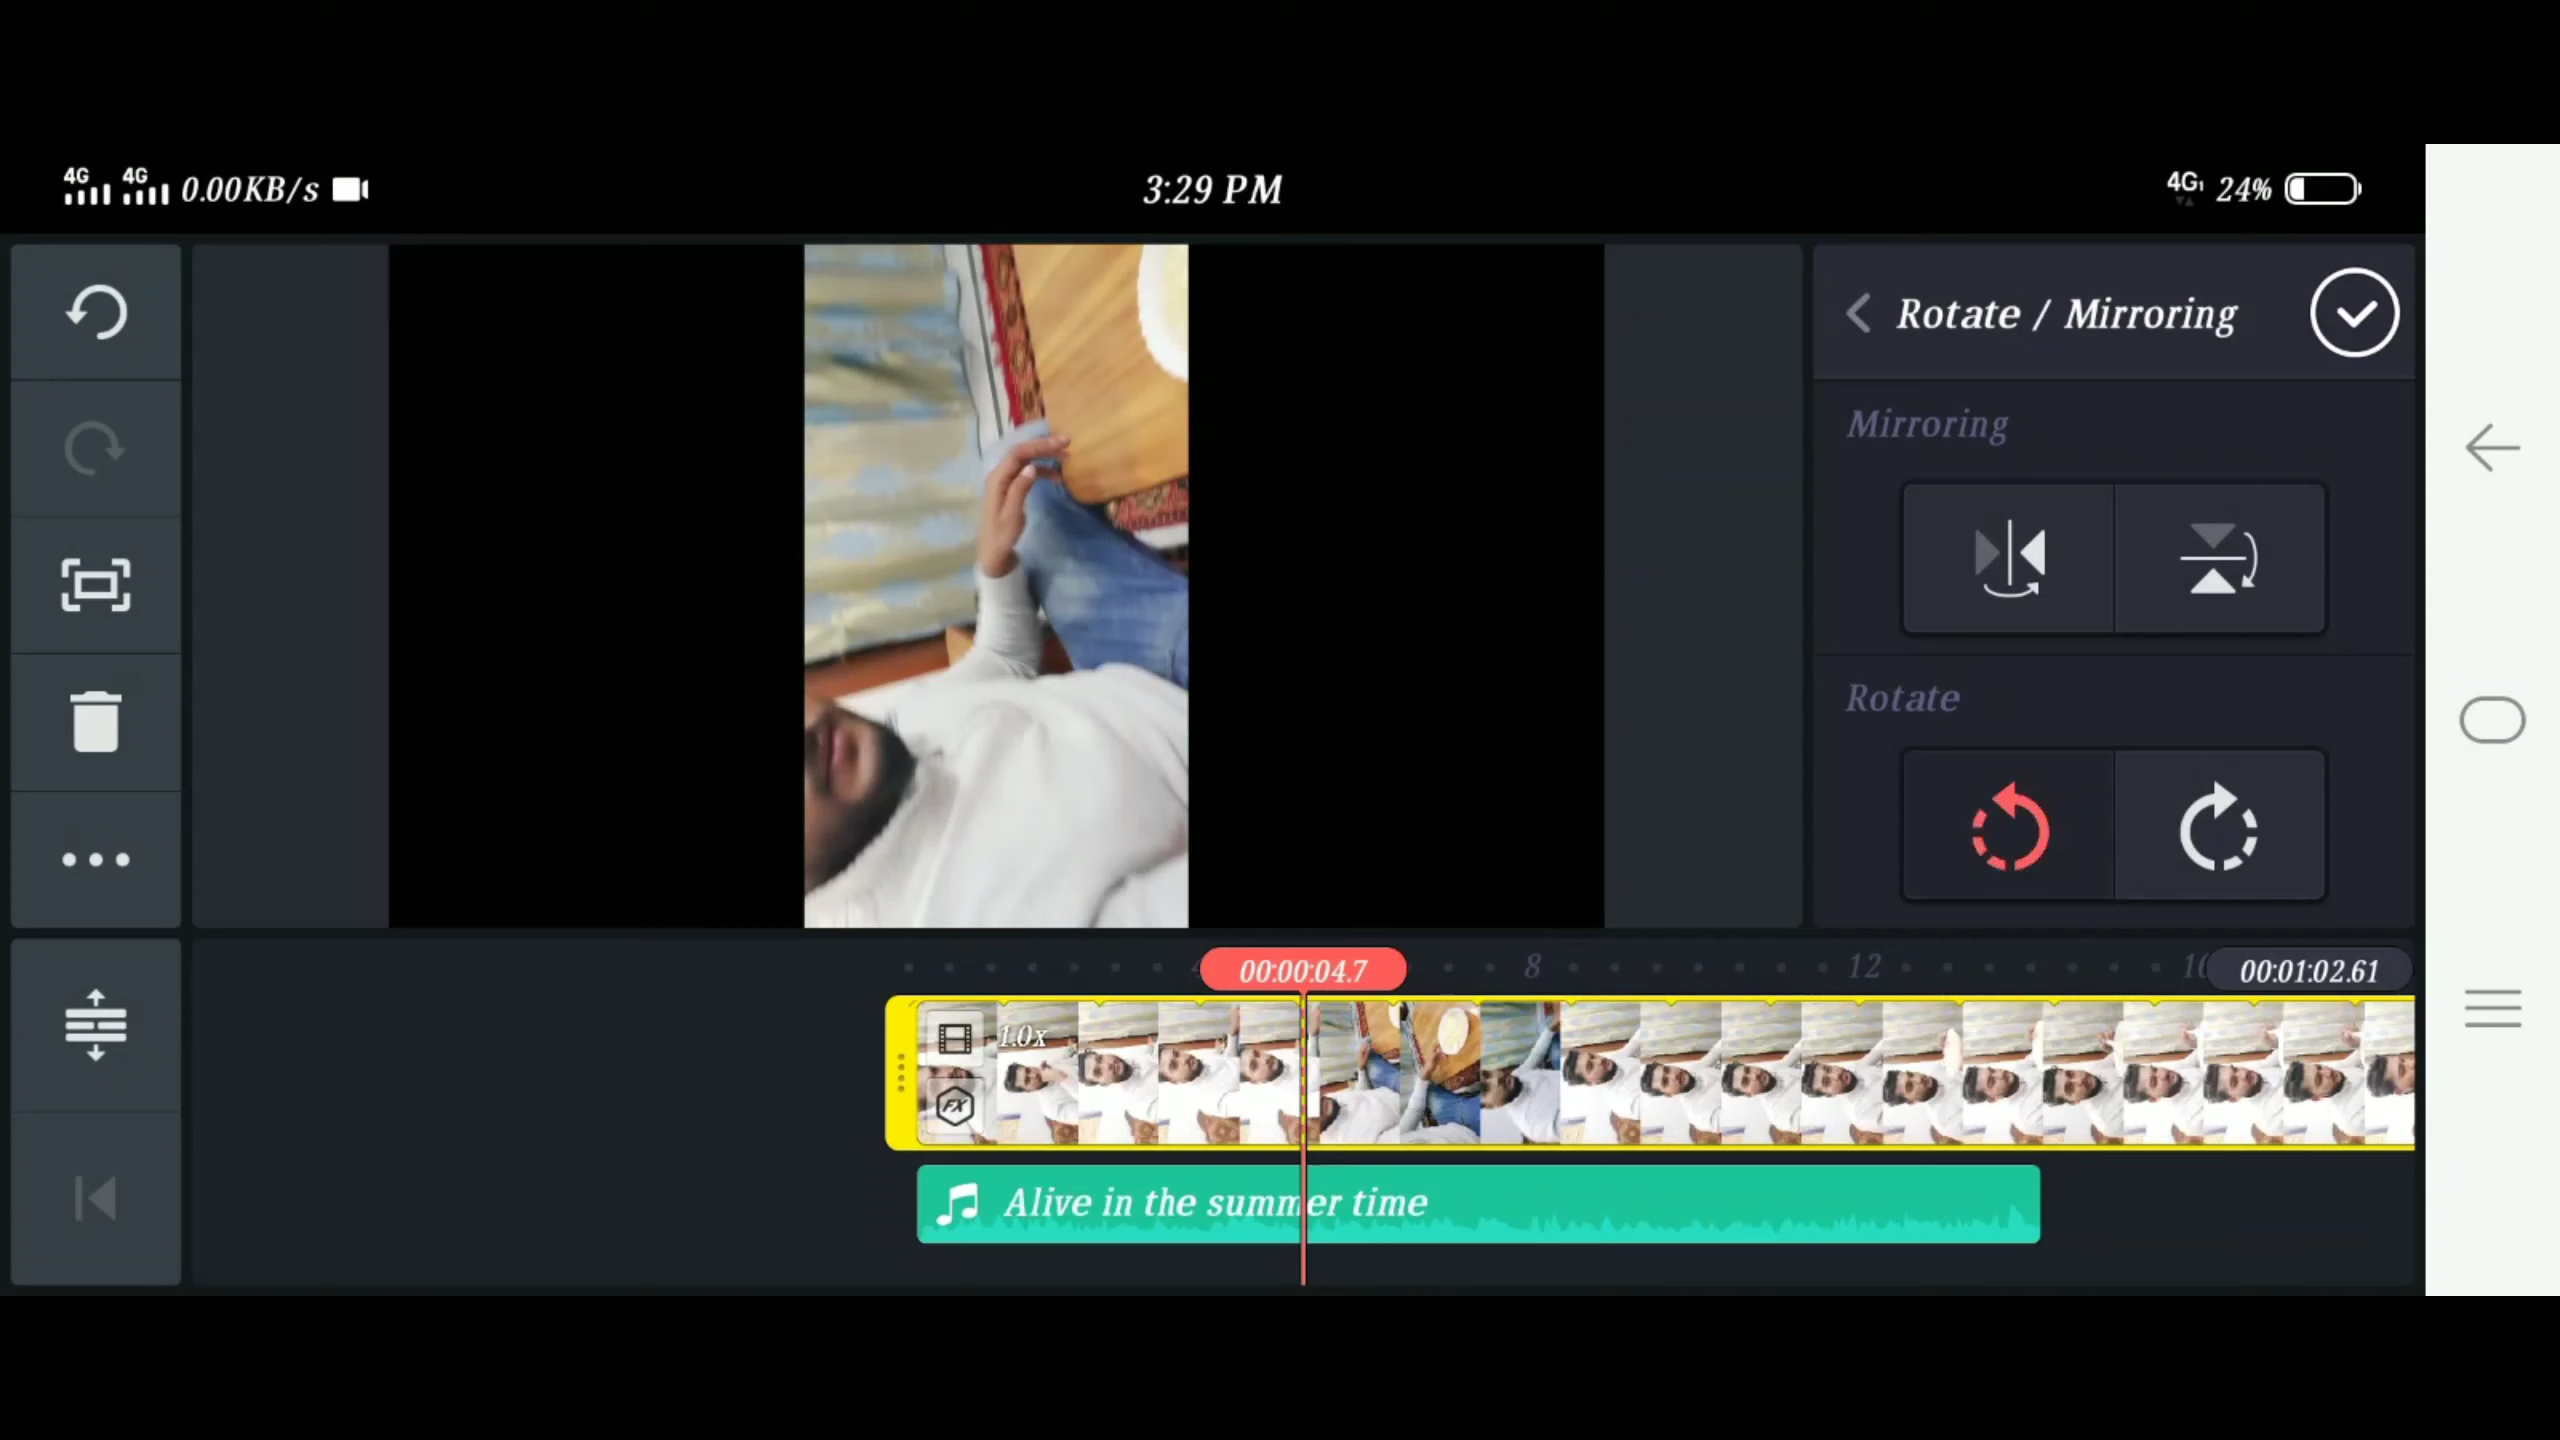 4G 4G 0.00KB/s
3:29 PM
4G1 24%
Rotate / Mirroring
Mirroring
Rotate
00:00:04.7
8
12
00:01:02.61
1.0x
FX
Alive in the summer time